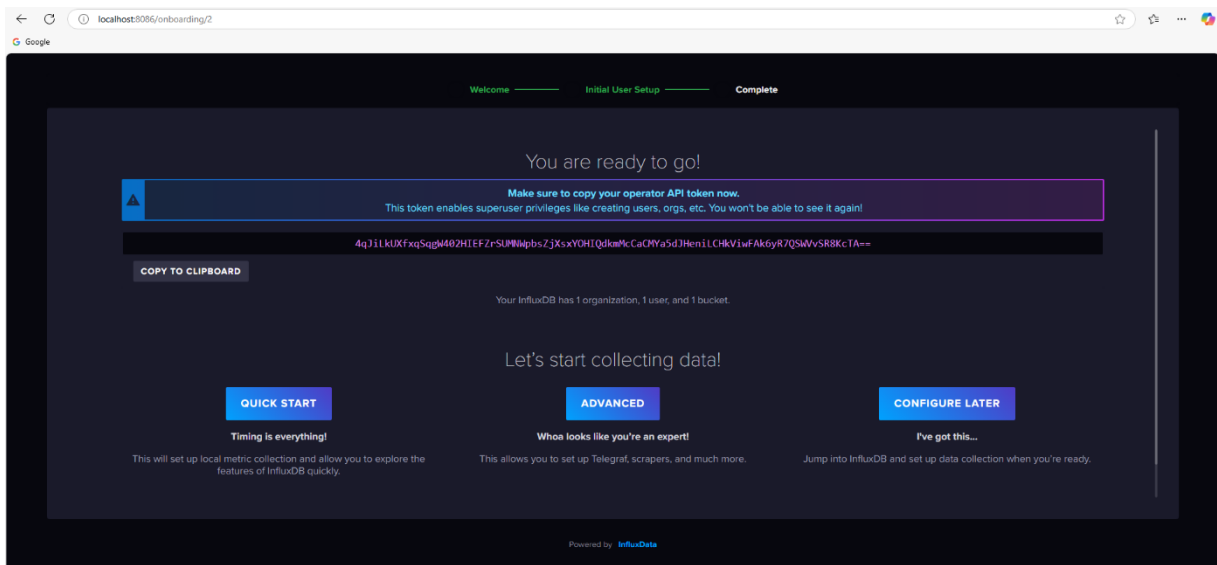 localhost:8086/onboarding/2
Google
Welcome
Initial User Setup
Complete
You are ready to go!
Make sure to copy your operator API token now.
This token enables superuser privileges like creating users, orgs, etc. You won't be able to see it again!
4qJiLkUXfxqSqgW402HIEFZrSUMNWpbsZjXsxYOHIQdkmMcCaCMYa5dJHeniLCHkViwFAk6yR7QSWVvSR8KcTA==
COPY TO CLIPBOARD
Your InfluxDB has 1 organization, 1 user, and 1 bucket.
Let's start collecting data!
QUICK START
Timing is everything!
This will set up local metric collection and allow you to explore the
features of InfluxDB quickly.
ADVANCED
Whoa looks like you're an expert!
This allows you to set up Telegraf, scrapers, and much more.
CONFIGURE LATER
I've got this...
Jump into InfluxDB and set up data collection when you're ready.
Powered by InfluxData